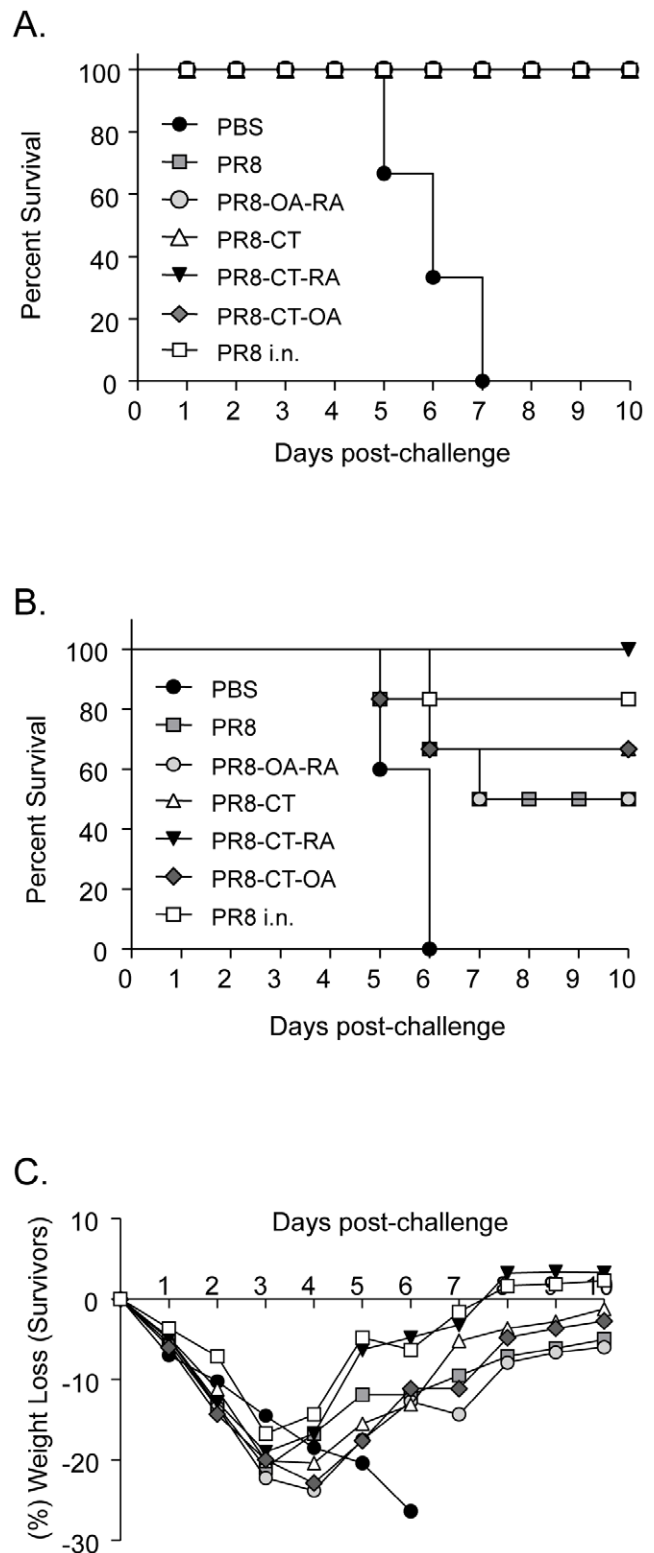 A.
Percent Survival
100
80
60
40
20
0
PBS
PR8
PR8-OA-RA
PR8-CT
PR8-CT-RA
PR8-CT-OA
PR8 i.n.
0 1 2 3 4 5 6 7 8 9 10
Days post-challenge
B.
Percent Survival
100
80
60
40
20
0
PBS
PR8
PR8-OA-RA
PR8-CT
PR8-CT-RA
PR8-CT-OA
PR8 i.n.
0 1 2 3 4 5 6 7 8 9 10
Days post-challenge
C.
(%) Weight Loss (Survivors)
Days post-challenge
10
0
-10
-20
-30
1 2 3 4 5 6 7 8 9 10